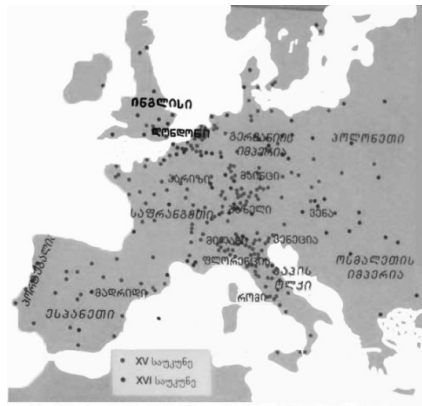 ინგლისი
ლონდონი
გერმანიის
იმპერია
პოლონეთი
პარიზი
მაინცი
საფრანგეთი
ბაზელი
ვენა
მილანი
ვენეცია
ფლორენცია
პაპის
ოლქი
ოსმალეთის
იმპერია
რომი
პორტუგალია
მადრიდი
ესპანეთი
XV საუკუნე
XVI საუკუნე